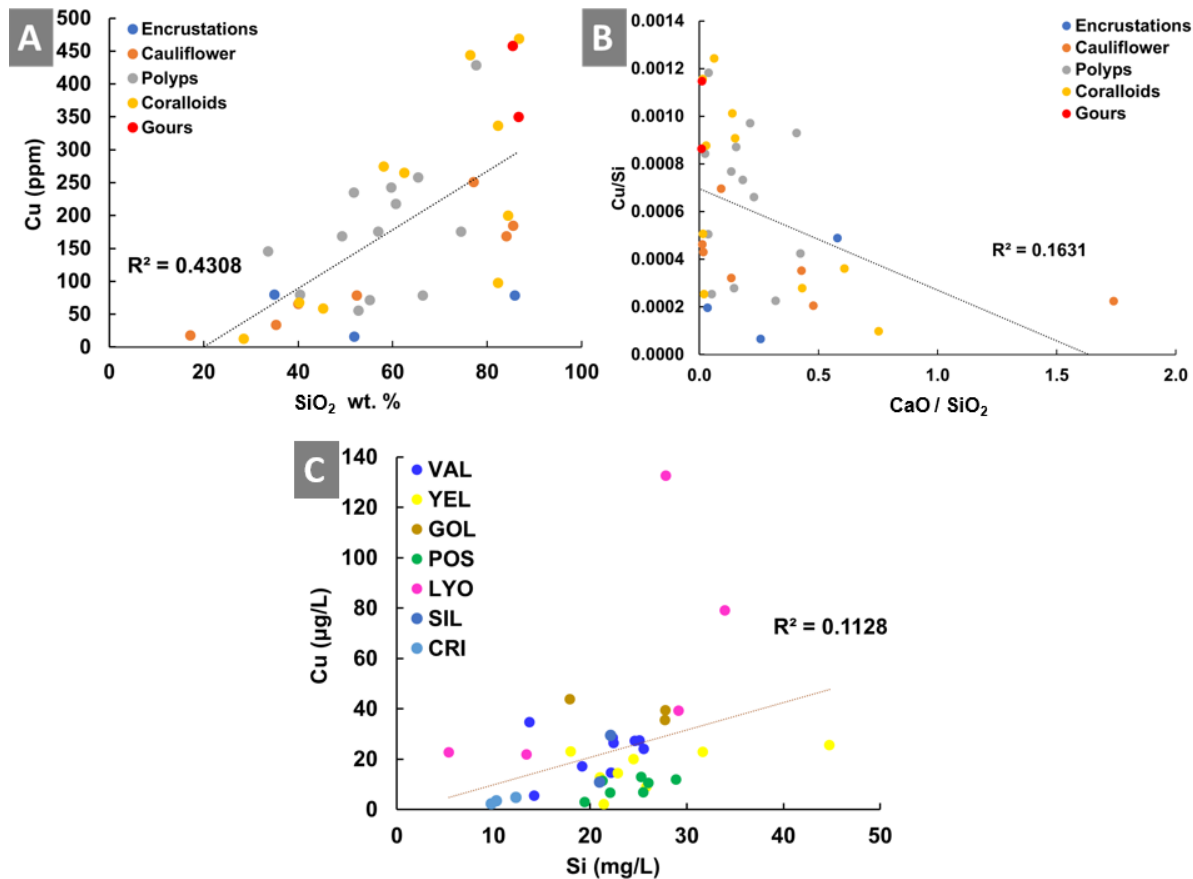 A
500
450
400
350
300
250
200
150
100
50
0
Cu (ppm)
Encrustations
Cauliflower
Polyps
Coralloids
Gours
R² = 0.4308
0 20 40 60 80 100
SiO₂ wt. %
B
0.0014
0.0012
0.0010
0.0008
0.0006
0.0004
0.0002
0.0000
Cu/Si
Encrustations
Cauliflower
Polyps
Coralloids
Gours
R² = 0.1631
0.0 0.5 1.0 1.5 2.0
CaO / SiO₂
C
140
120
100
80
60
40
20
0
Cu (µg/L)
VAL
YEL
GOL
POS
LYO
SIL
CRI
R² = 0.1128
0 10 20 30 40 50
Si (mg/L)